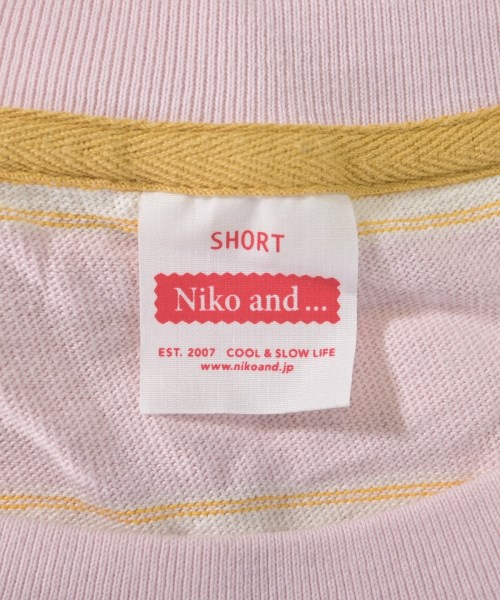 SHORT
Niko and ...
EST. 2007 COOL & SLOW LIFE
www.nikoand.jp